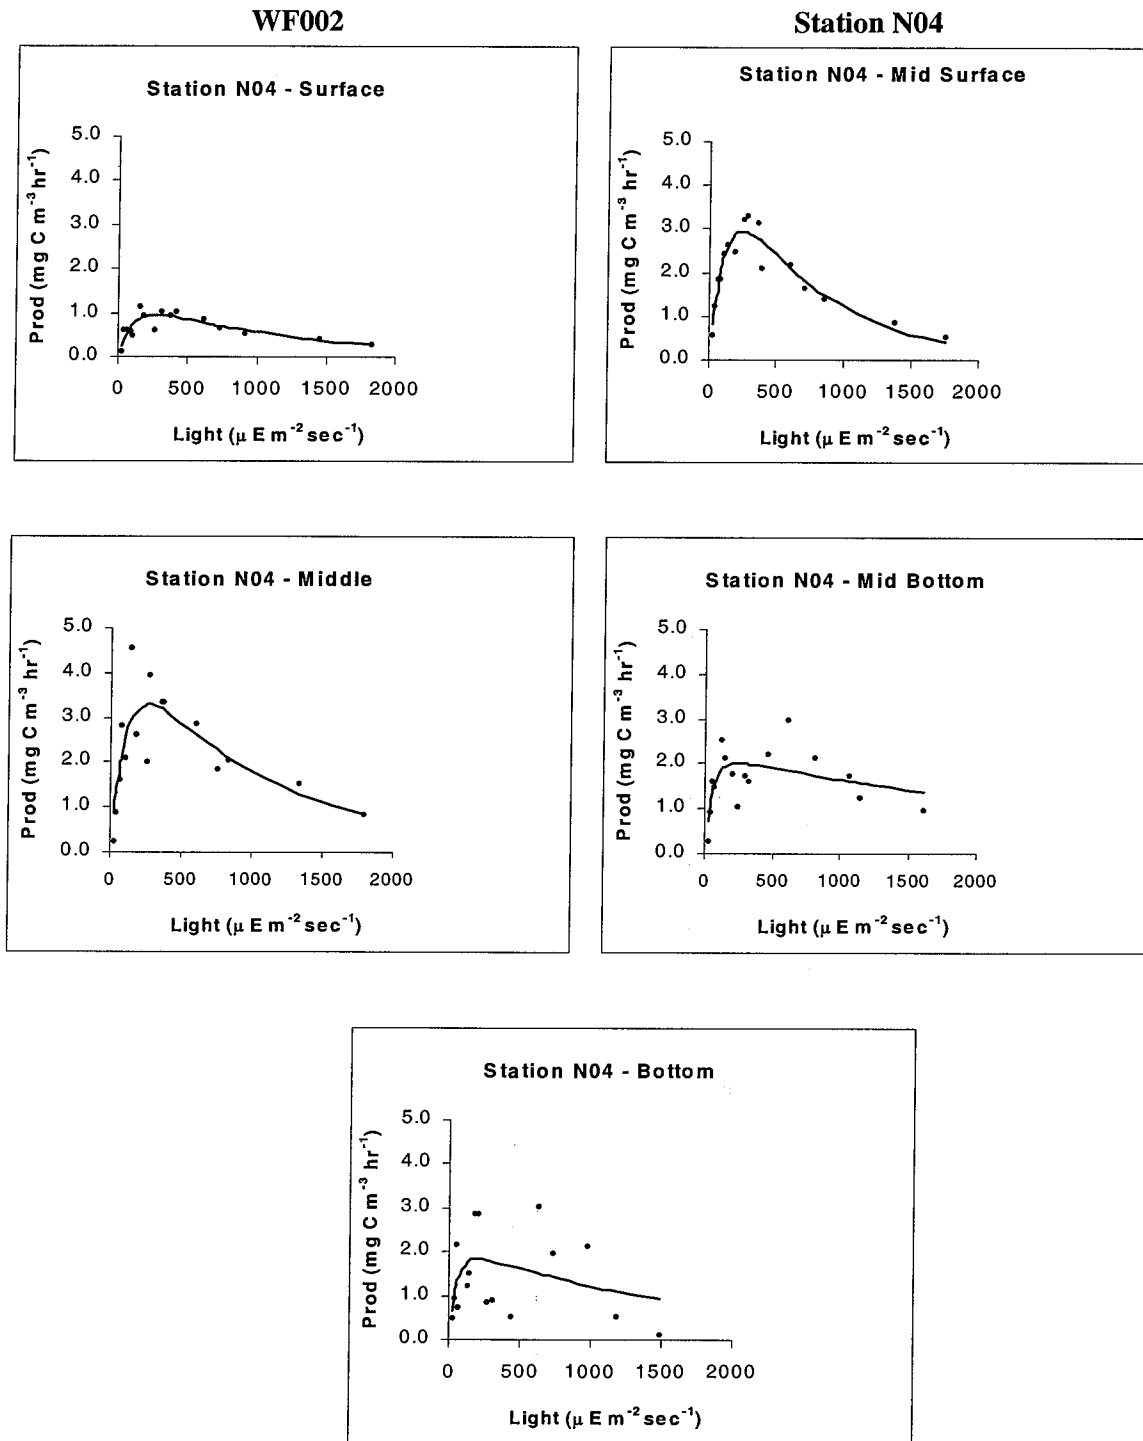 WF002
Station N04
Station N04 - Surface
Prod (mg C m-3 hr-1)
5.0
4.0
3.0
2.0
1.0
0.0
0 500 1000 1500 2000
Light (μ E m-2 sec-1)
Station N04 - Mid Surface
Prod (mg C m-3 hr-1)
5.0
4.0
3.0
2.0
1.0
0.0
0 500 1000 1500 2000
Light (μ E m-2 sec-1)
Station N04 - Middle
Prod (mg C m-3 hr-1)
5.0
4.0
3.0
2.0
1.0
0.0
0 500 1000 1500 2000
Light (μ E m-2 sec-1)
Station N04 - Mid Bottom
Prod (mg C m-3 hr-1)
5.0
4.0
3.0
2.0
1.0
0.0
0 500 1000 1500 2000
Light (μ E m-2 sec-1)
Station N04 - Bottom
Prod (mg C m-3 hr-1)
5.0
4.0
3.0
2.0
1.0
0.0
0 500 1000 1500 2000
Light (μ E m-2 sec-1)